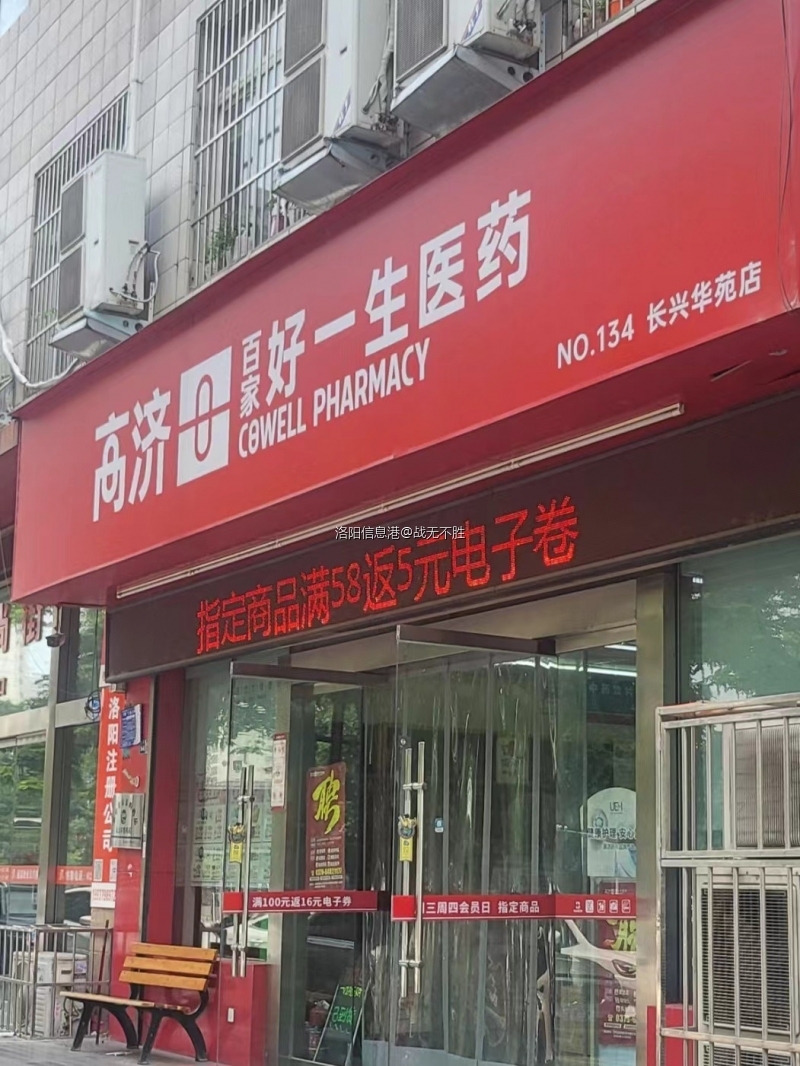 高济
百家
好一生医药
COWELL PHARMACY
NO.134 长兴华苑店
洛阳信息港@战无不胜
指定商品满58返5元电子卷
洛阳注册公司
聘
满100元返16元电子券
三周四会员日 指定商品